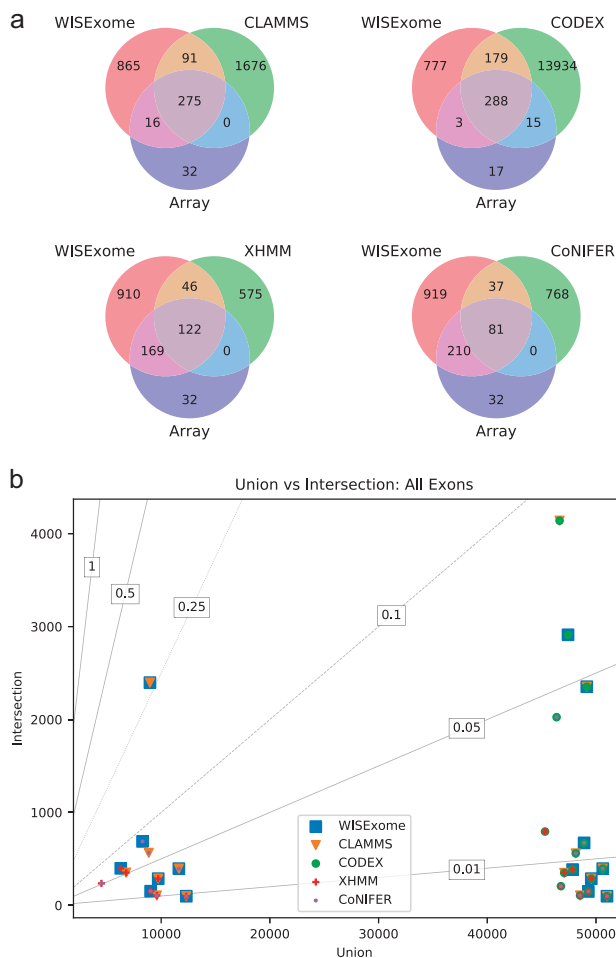 a
WISExome CLAMMS
865 91 1676
275
16 0
32
Array
WISExome CODEX
777 179 13934
288
3 15
17
Array
WISExome XHMM
910 46 575
122
169 0
32
Array
WISExome CoNIFER
919 37 768
81
210 0
32
Array
b
Union vs Intersection: All Exons
4000
3000
2000
1000
0
Intersection
1
0.5
0.25
0.1
0.05
0.01
WISExome
CLAMMS
CODEX
XHMM
CoNIFER
10000 20000 30000 40000 50000
Union